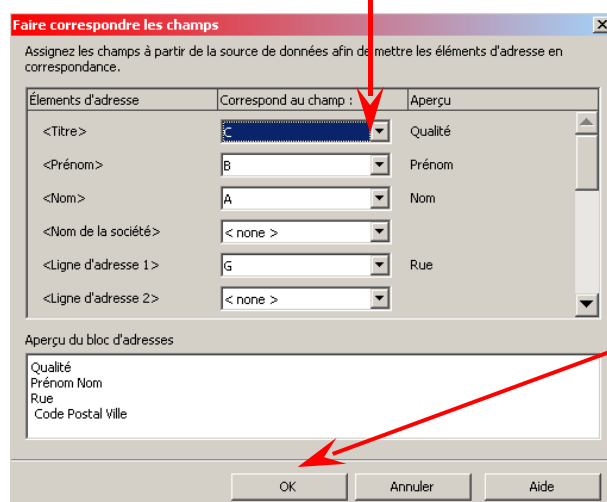 Faire correspondre les champs
Assignez les champs à partir de la source de données afin de mettre les éléments d'adresse en
correspondance.
Élements d'adresse Correspond au champ : Aperçu
<Titre> C Qualité
<Prénom> B Prénom
<Nom> A Nom
<Nom de la société> < none >
<Ligne d'adresse 1> G Rue
<Ligne d'adresse 2> < none >
Aperçu du bloc d'adresses
Qualité
Prénom Nom
Rue
Code Postal Ville
OK Annuler Aide